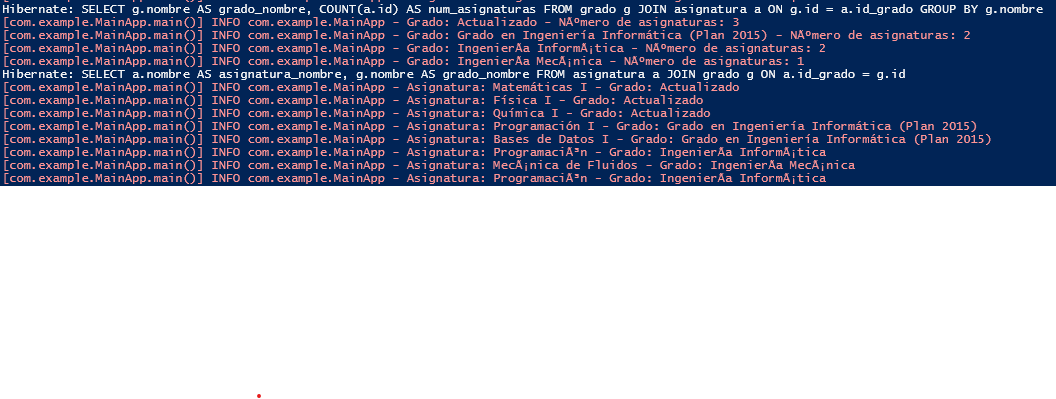 Hibernate: SELECT g.nombre AS grado_nombre, COUNT(a.id) AS num_asignaturas FROM grado g JOIN asignatura a ON g.id = a.id_grado GROUP BY g.nombre
[com.example.MainApp.main()] INFO com.example.MainApp - Grado: Actualizado - NÃºmero de asignaturas: 3
[com.example.MainApp.main()] INFO com.example.MainApp - Grado: Grado en Ingeniería Informática (Plan 2015) - NÃºmero de asignaturas: 2
[com.example.MainApp.main()] INFO com.example.MainApp - Grado: IngenierÃa InformÃ¡tica - NÃºmero de asignaturas: 2
[com.example.MainApp.main()] INFO com.example.MainApp - Grado: IngenierÃa MecÃ¡nica - NÃºmero de asignaturas: 1
Hibernate: SELECT a.nombre AS asignatura_nombre, g.nombre AS grado_nombre FROM asignatura a JOIN grado g ON a.id_grado = g.id
[com.example.MainApp.main()] INFO com.example.MainApp - Asignatura: Matemáticas I - Grado: Actualizado
[com.example.MainApp.main()] INFO com.example.MainApp - Asignatura: Física I - Grado: Actualizado
[com.example.MainApp.main()] INFO com.example.MainApp - Asignatura: Química I - Grado: Actualizado
[com.example.MainApp.main()] INFO com.example.MainApp - Asignatura: Programación I - Grado: Grado en Ingeniería Informática (Plan 2015)
[com.example.MainApp.main()] INFO com.example.MainApp - Asignatura: Bases de Datos I - Grado: Grado en Ingeniería Informática (Plan 2015)
[com.example.MainApp.main()] INFO com.example.MainApp - Asignatura: ProgramaciÃ³n - Grado: IngenierÃa InformÃ¡tica
[com.example.MainApp.main()] INFO com.example.MainApp - Asignatura: MecÃ¡nica de Fluidos - Grado: IngenierÃa MecÃ¡nica
[com.example.MainApp.main()] INFO com.example.MainApp - Asignatura: ProgramaciÃ³n - Grado: IngenierÃa InformÃ¡tica